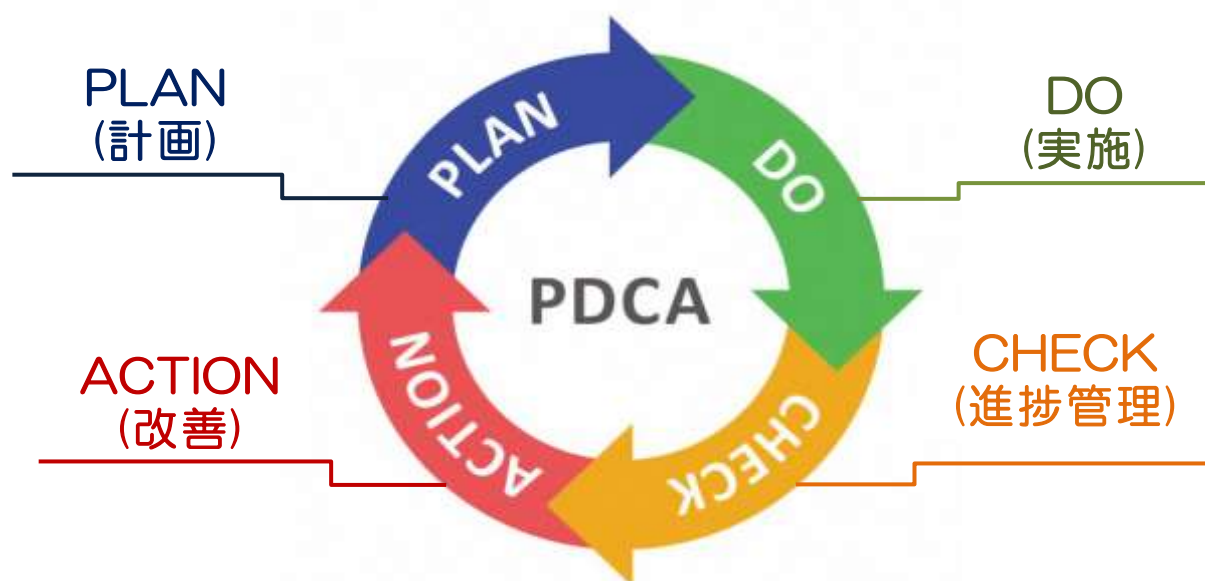 PLAN
(計画)
DO
(実施)
PLAN
DO
PDCA
ACTION
CHECK
ACTION
(改善)
CHECK
(進捗管理)